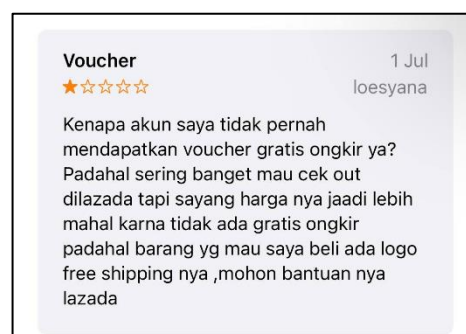 Voucher 1 Jul
★☆☆☆☆ loesyana
Kenapa akun saya tidak pernah
mendapatkan voucher gratis ongkir ya?
Padahal sering banget mau cek out
dilazada tapi sayang harga nya jaadi lebih
mahal karna tidak ada gratis ongkir
padahal barang yg mau saya beli ada logo
free shipping nya ,mohon bantuan nya
lazada